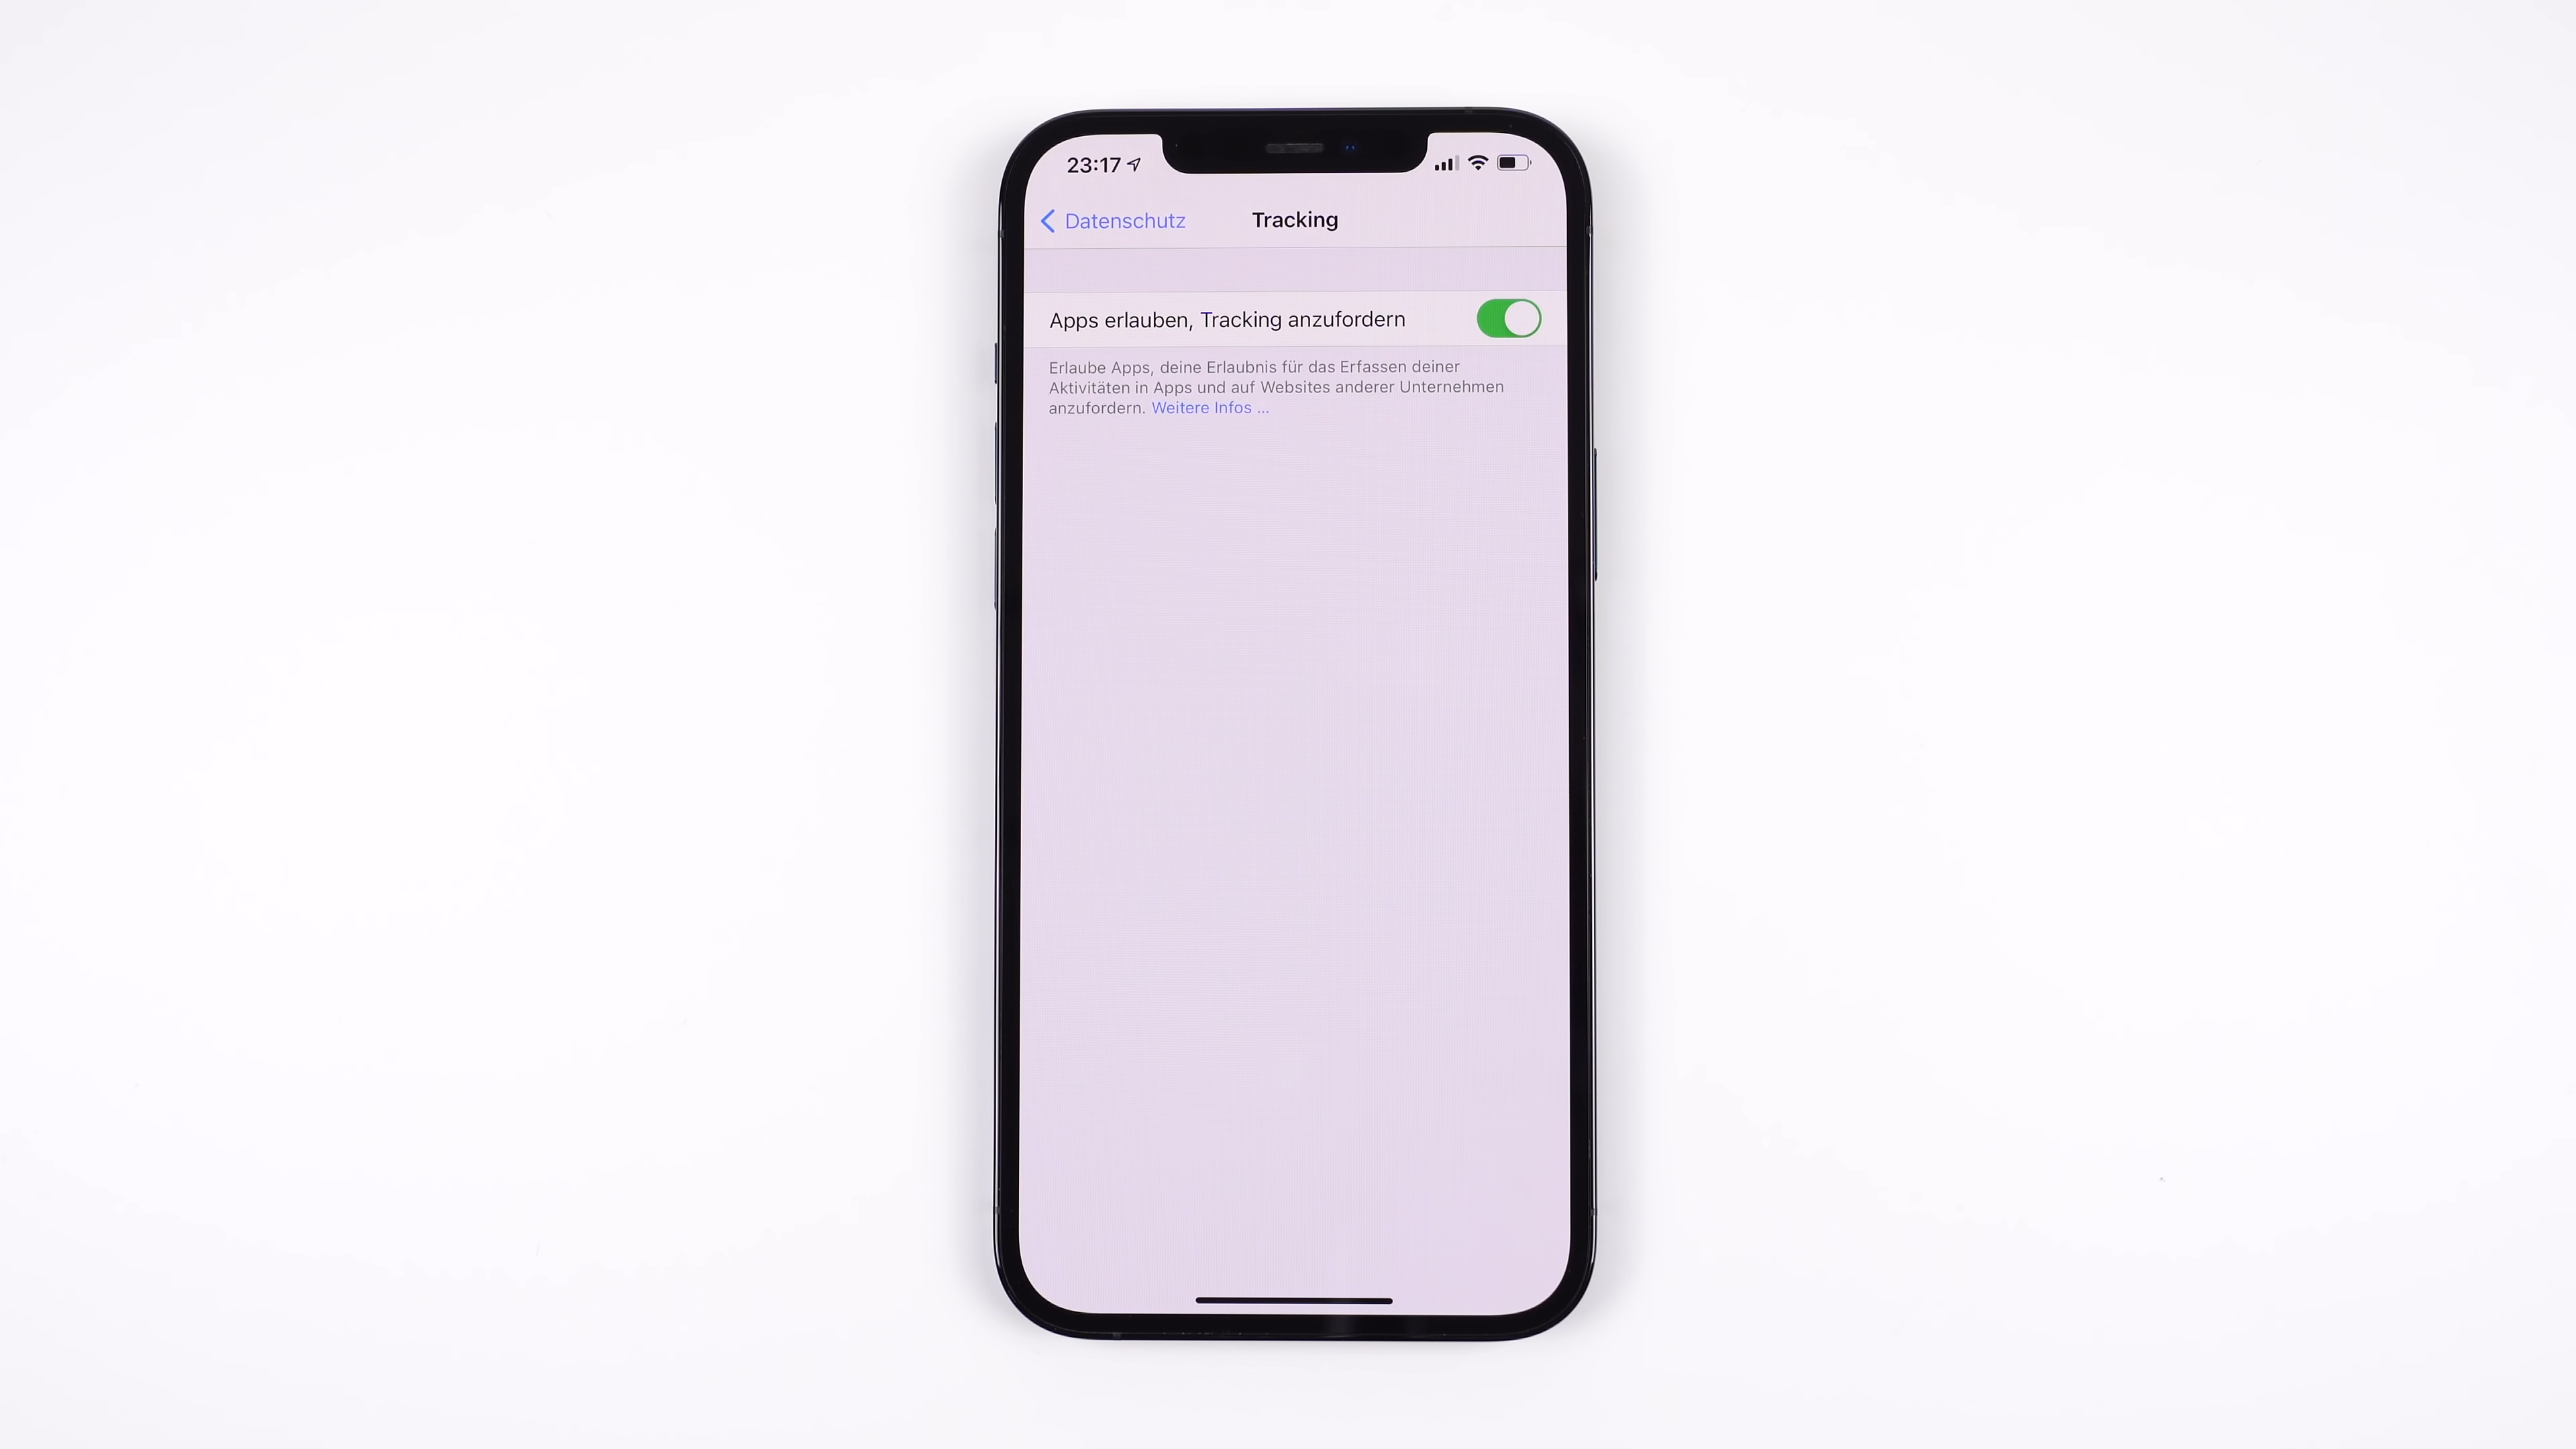 23:17
Datenschutz
Tracking
Apps erlauben, Tracking anzufordern
Erlaube Apps, deine Erlaubnis für das Erfassen deiner
Aktivitäten in Apps und auf Websites anderer Unternehmen
anzufordern. Weitere Infos ...